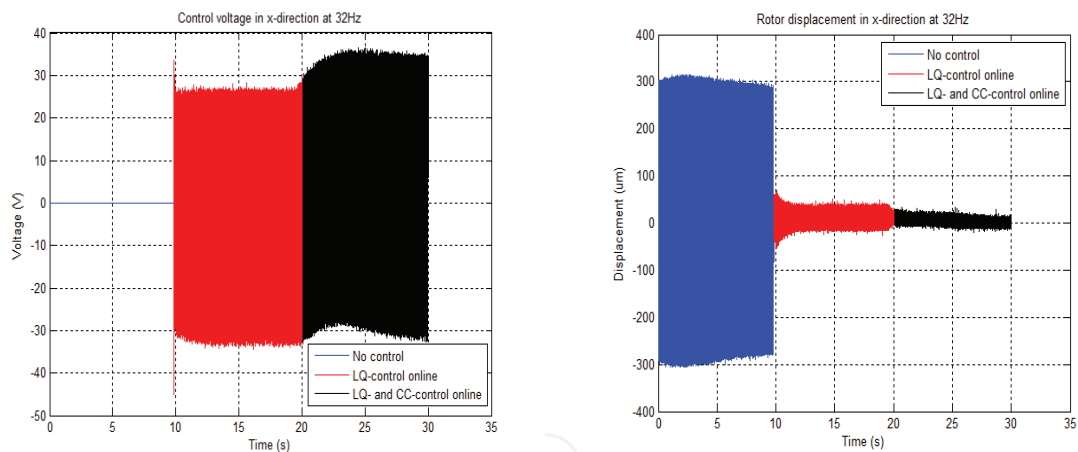 Control voltage in x-direction at 32Hz
40
30
20
10
0
-10
-20
-30
-40
-50
Voltage (V)
No control
LQ-control online
LQ- and CC-control online
0 5 10 15 20 25 30 35
Time (s)
Rotor displacement in x-direction at 32Hz
400
300
200
100
0
-100
-200
-300
-400
Displacement (um)
No control
LQ-control online
LQ- and CC-control online
0 5 10 15 20 25 30 35
Time (s)